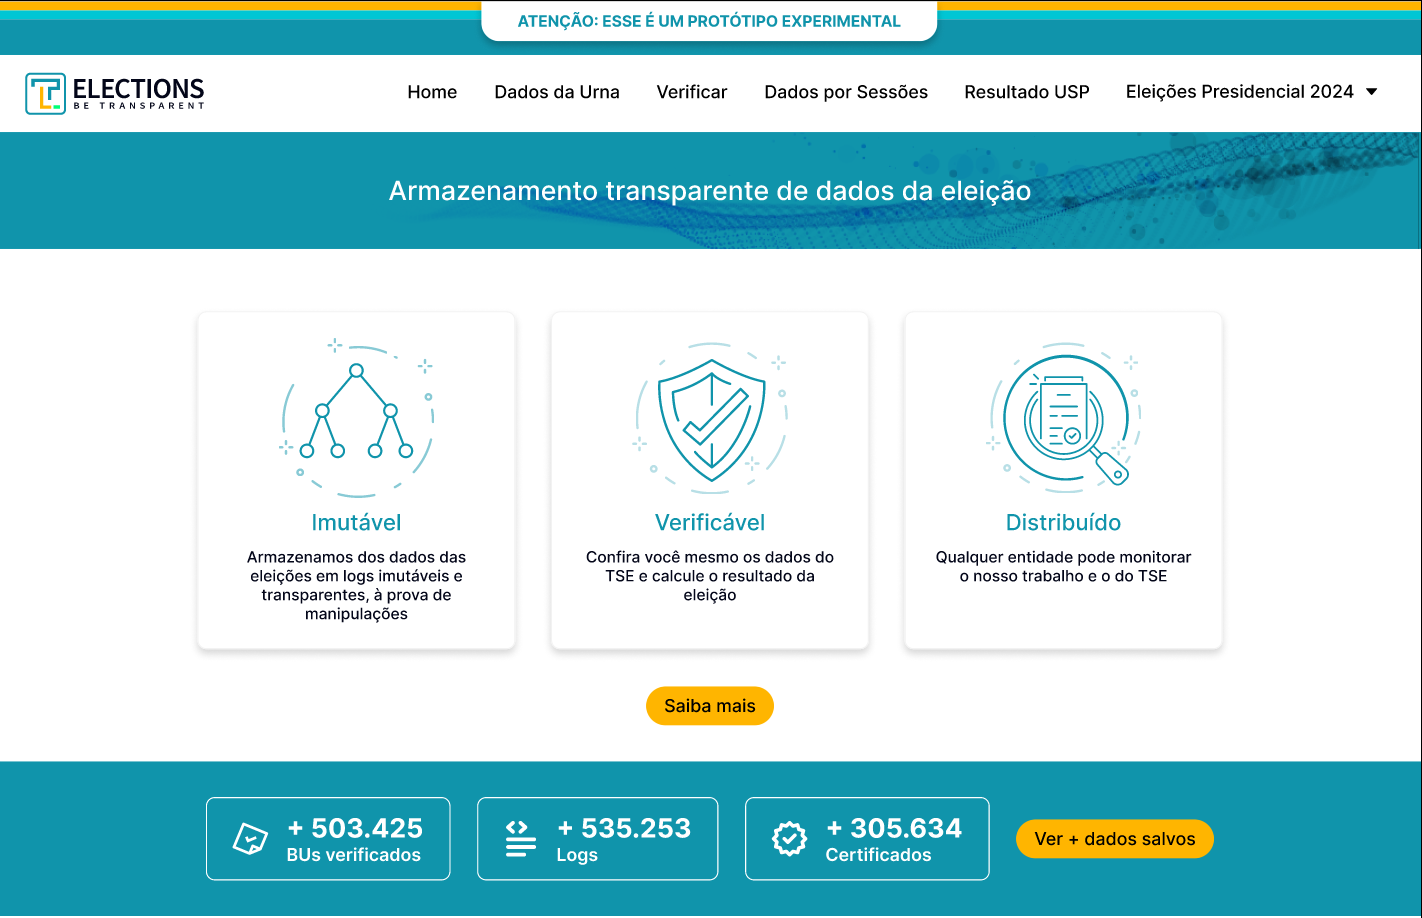 ATENÇÃO: ESSE É UM PROTÓTIPO EXPERIMENTAL
ELECTIONS
BE TRANSPARENT
Home
Dados da Urna
Verificar
Dados por Sessões
Resultado USP
Eleições Presidencial 2024
Armazenamento transparente de dados da eleição
Imutável
Armazenamos dos dados das
eleições em logs imutáveis e
transparentes, à prova de
manipulações
Verificável
Confira você mesmo os dados do
TSE e calcule o resultado da
eleição
Distribuído
Qualquer entidade pode monitorar
o nosso trabalho e o do TSE
Saiba mais
+ 503.425
BUs verificados
+ 535.253
Logs
+ 305.634
Certificados
Ver + dados salvos